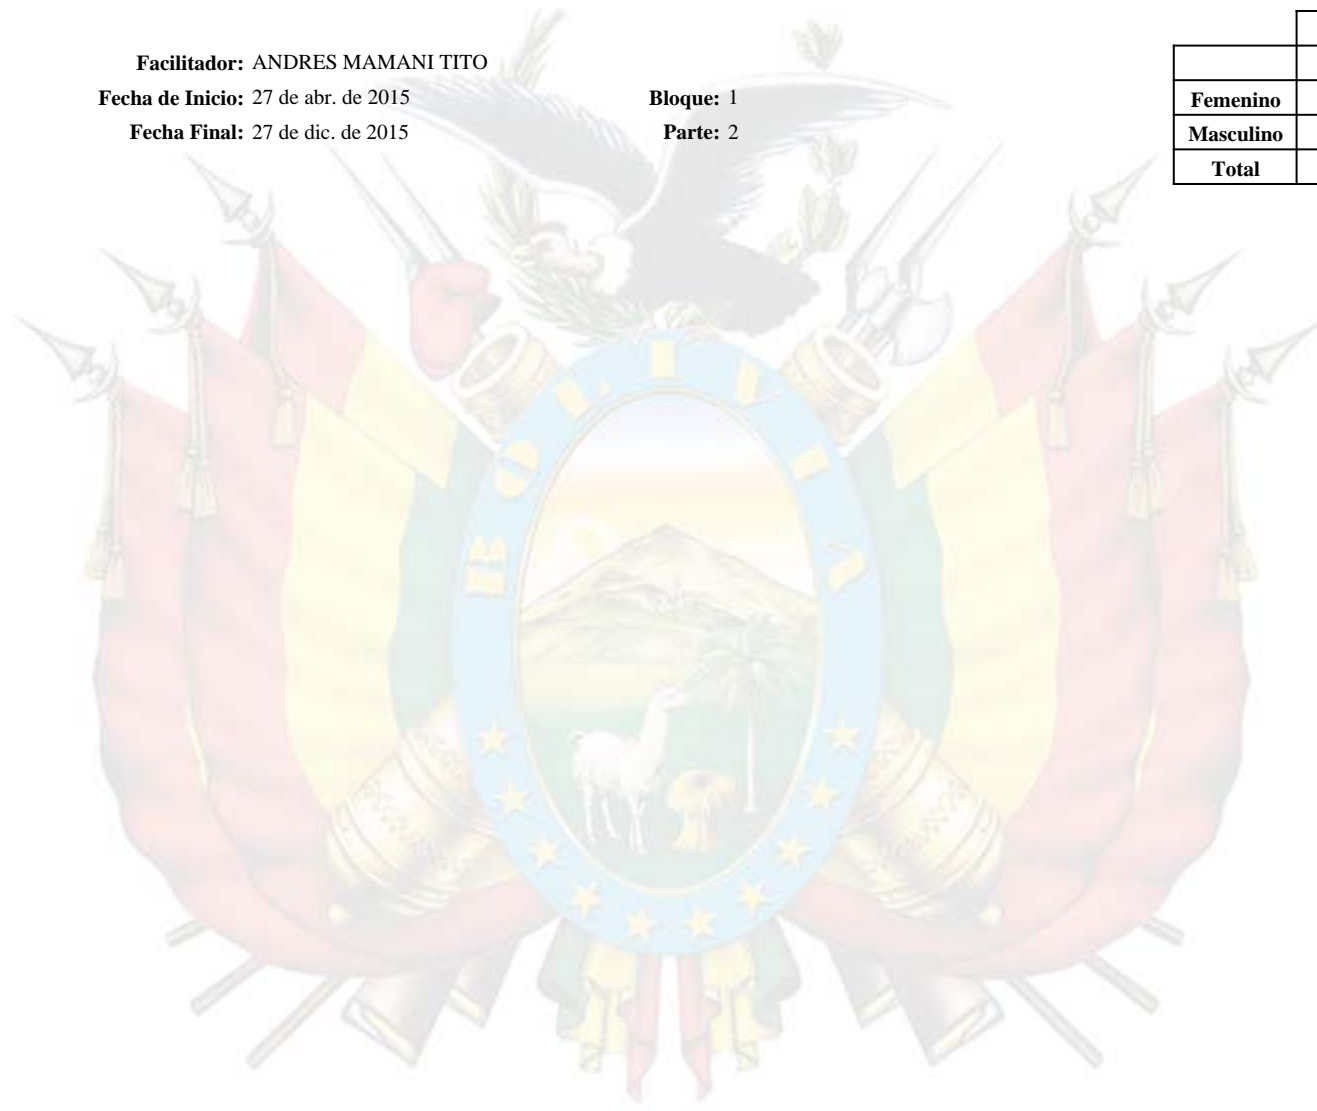 Facilitador: ANDRES MAMANI TITO
Fecha de Inicio: 27 de abr. de 2015 Bloque: 1
Fecha Final: 27 de dic. de 2015 Parte: 2
Femenino
Masculino
Total
BOLIVIA